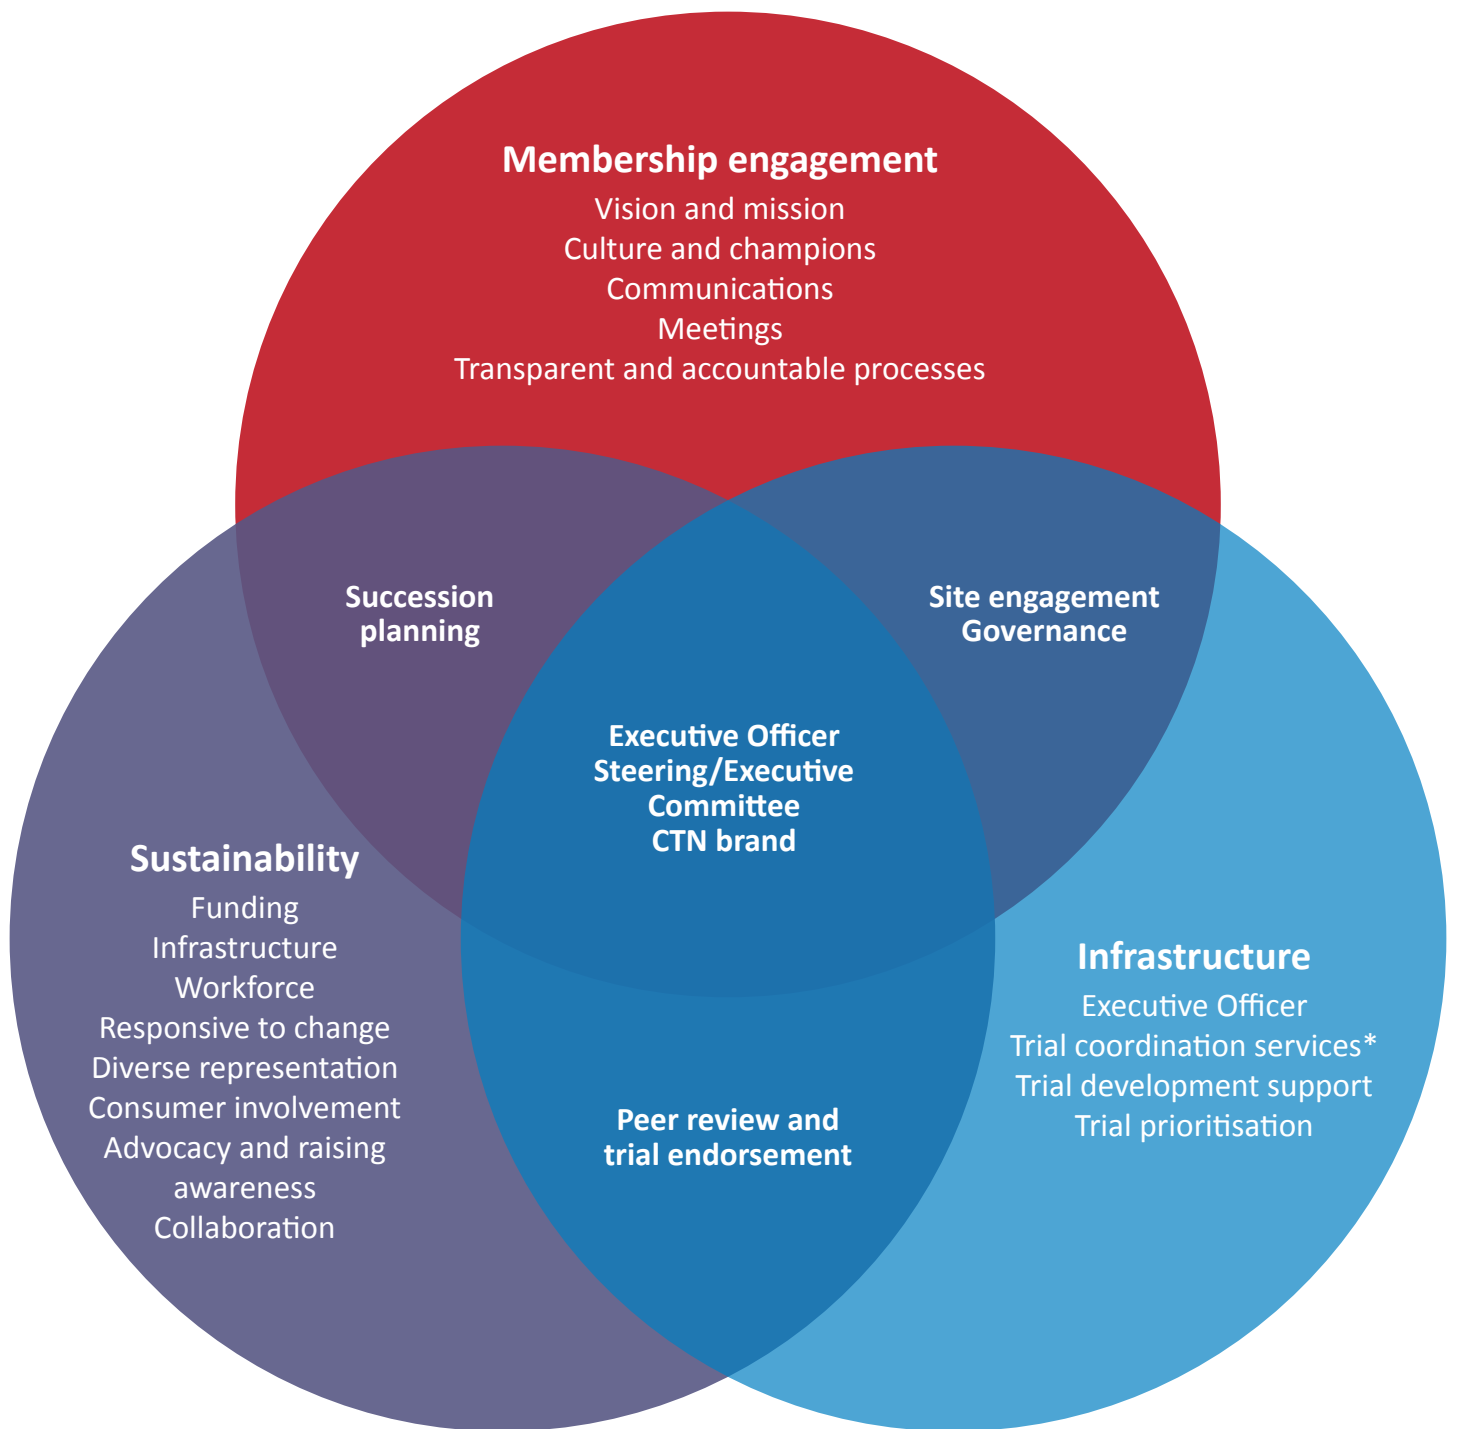 Membership engagement
Vision and mission
Culture and champions
Communications
Meetings
Transparent and accountable processes
Succession
planning
Site engagement
Governance
Executive Officer
Steering/Executive
Committee
CTN brand
Sustainability
Funding
Infrastructure
Workforce
Responsive to change
Diverse representation
Consumer involvement
Advocacy and raising
awareness
Collaboration
Infrastructure
Executive Officer
Trial coordination services*
Trial development support
Trial prioritisation
Peer review and
trial endorsement